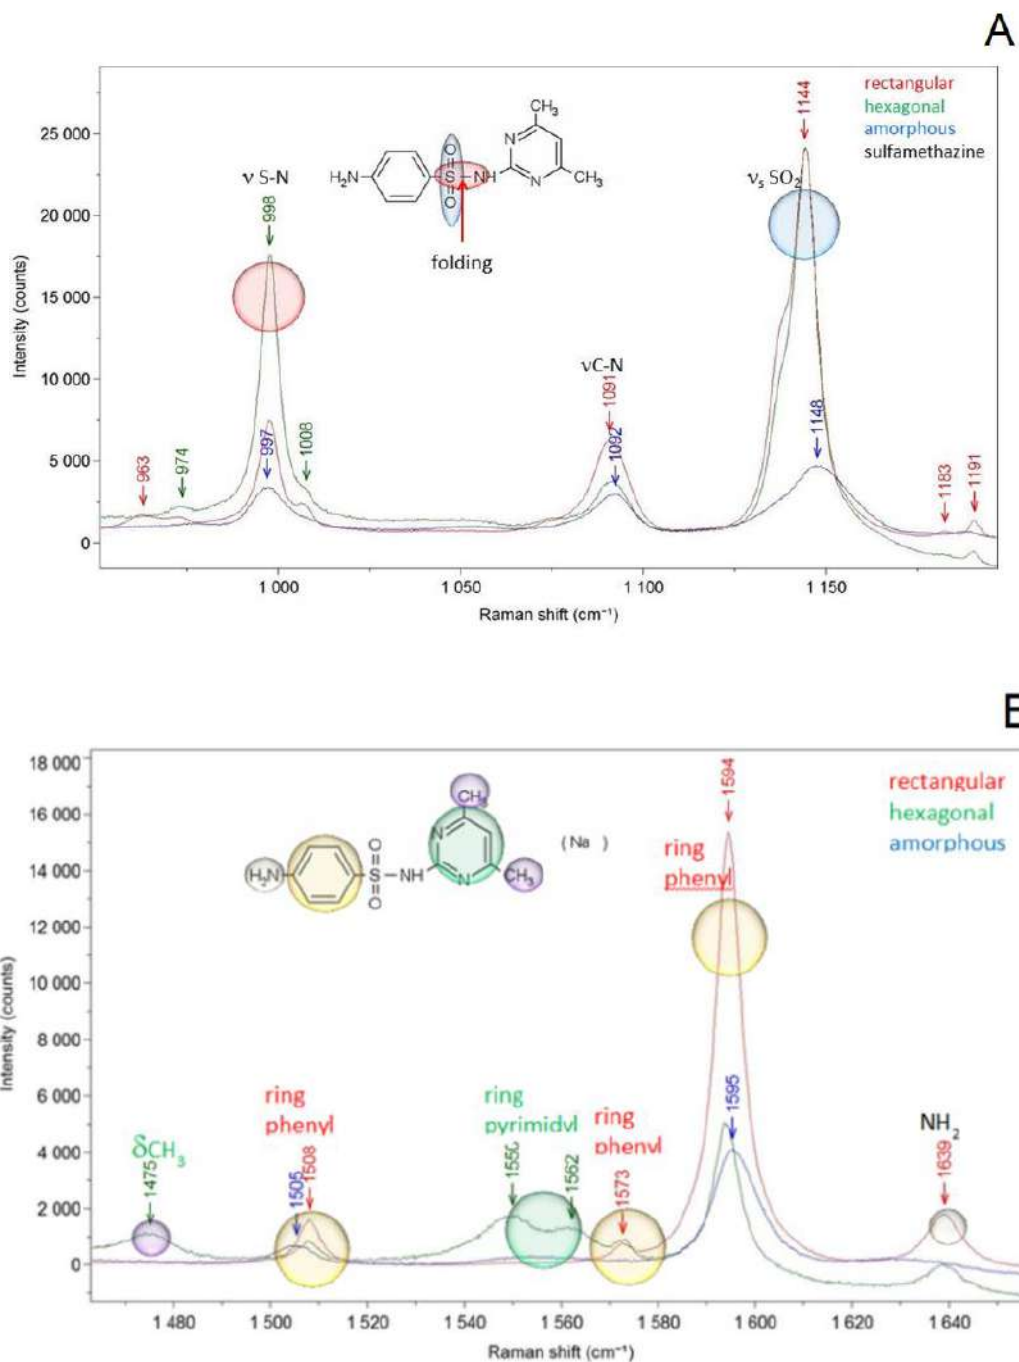 A
rectangular
hexagonal
amorphous
sulfamethazine
1144
CH₃
N
O
H₂N
S
NH
N
CH₃
O
folding
ν S-N
998
νₛ SO₂
νC-N
1091
1092
1148
963
974
997
1008
1183
1191
25 000
20 000
15 000
10 000
5 000
0
Intensity (counts)
1 000
1 050
1 100
1 150
Raman shift (cm⁻¹)
B
rectangular
hexagonal
amorphous
CH₃
N
O
H₂N
S
NH
N
CH₃
O
(Na )
1594
ring
phenyl
1595
ring
phenyl
1505
1508
δCH₃
1475
ring
pyrimidyl
1562
ring
phenyl
1573
NH₂
1639
18 000
16 000
14 000
12 000
10 000
8 000
6 000
4 000
2 000
0
Intensity (counts)
1 480
1 500
1 520
1 540
1 560
1 580
1 600
1 620
1 640
Raman shift (cm⁻¹)